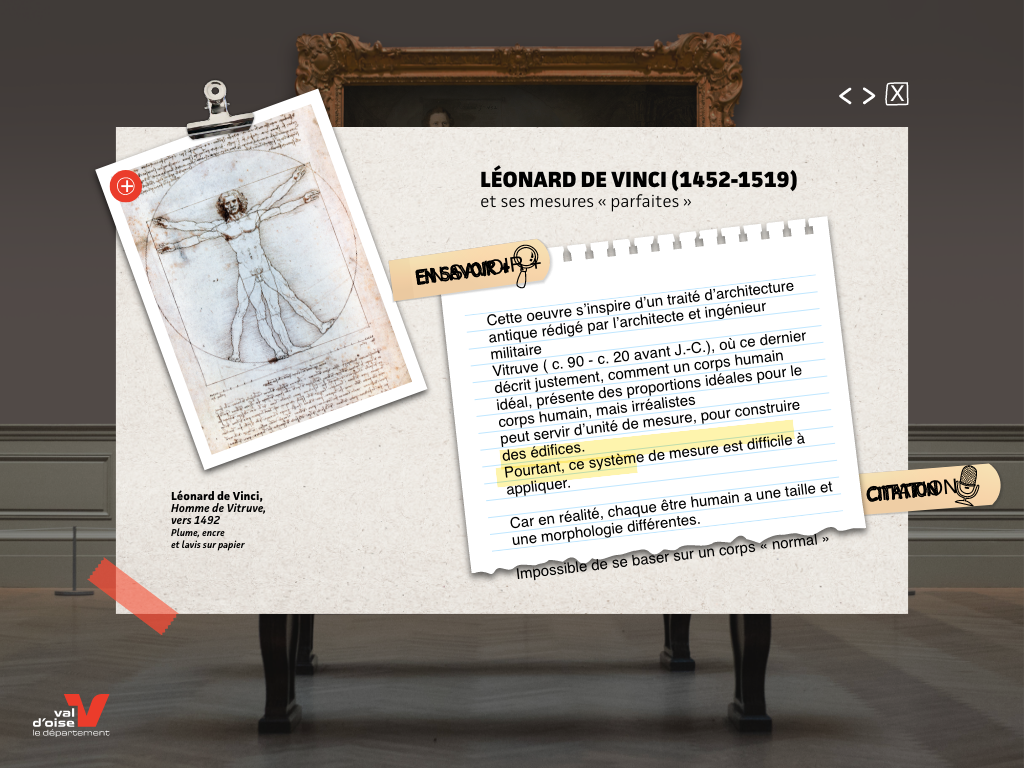 X
LÉONARD DE VINCI (1452-1519)
et ses mesures « parfaites »
EN SAVOIR +
Cette oeuvre s’inspire d’un traité d’architecture
antique rédigé par l’architecte et ingénieur
militaire
Vitruve ( c. 90 - c. 20 avant J.-C.), où ce dernier
décrit justement, comment un corps humain
idéal, présente des proportions idéales pour le
corps humain, mais irréalistes
peut servir d’unité de mesure, pour construire
des édifices.
Pourtant, ce système de mesure est difficile à
appliquer.
Car en réalité, chaque être humain a une taille et
une morphologie différentes.
Impossible de se baser sur un corps « normal »
CITATION
Léonard de Vinci,
Homme de Vitruve,
vers 1492
Plume, encre
et lavis sur papier
val
d’oise
le département